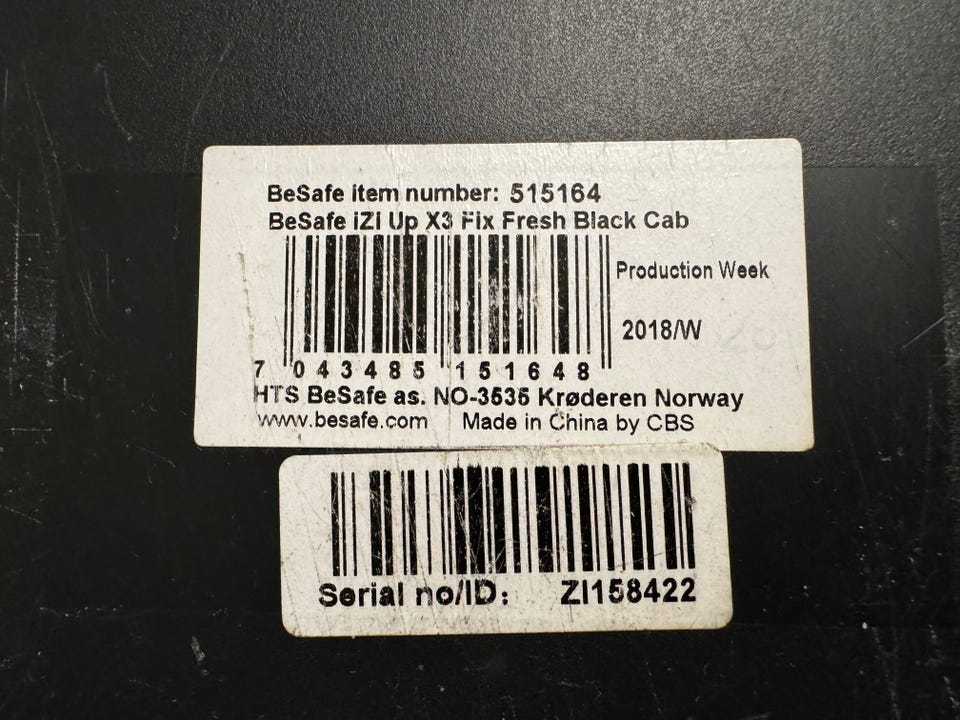 BeSafe item number: 515164
BeSafe iZI Up X3 Fix Fresh Black Cab
Production Week
2018/W
7 043485 151648
HTS BeSafe as. NO-3535 Krøderen Norway
www.besafe.com Made in China by CBS
Serial no/ID: ZI158422